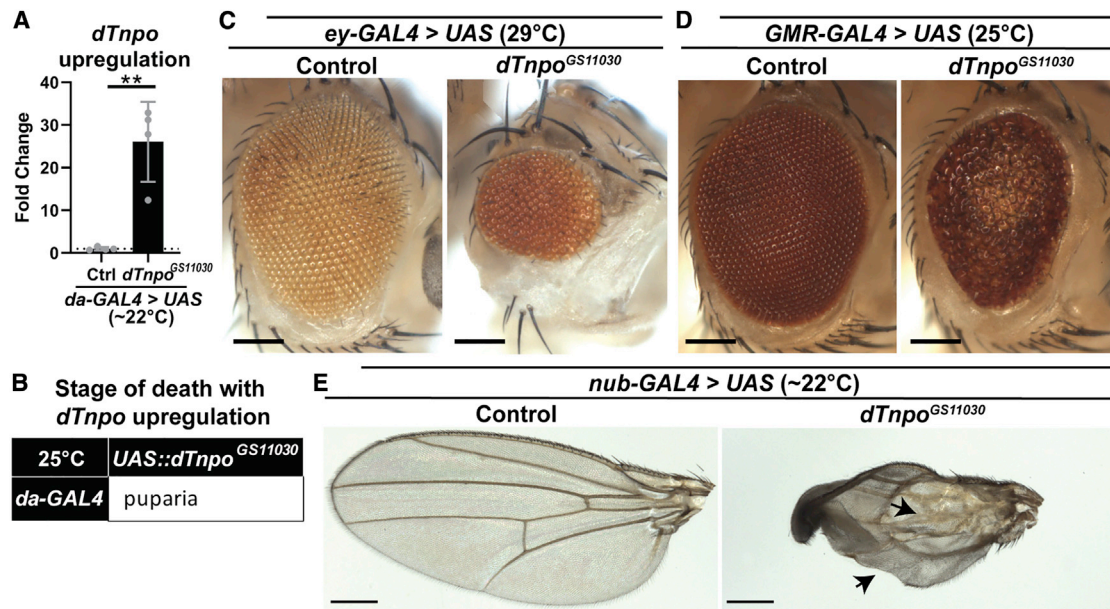 A
dTnpo
upregulation
**
40
30
20
10
0
Fold Change
Ctrl dTnpo^GS11030
da-GAL4 > UAS
(~22°C)
B
Stage of death with
dTnpo upregulation
25°C UAS::dTnpo^GS11030
da-GAL4 puparia
C
ey-GAL4 > UAS (29°C)
Control dTnpo^GS11030
D
GMR-GAL4 > UAS (25°C)
Control dTnpo^GS11030
E
nub-GAL4 > UAS (~22°C)
Control dTnpo^GS11030